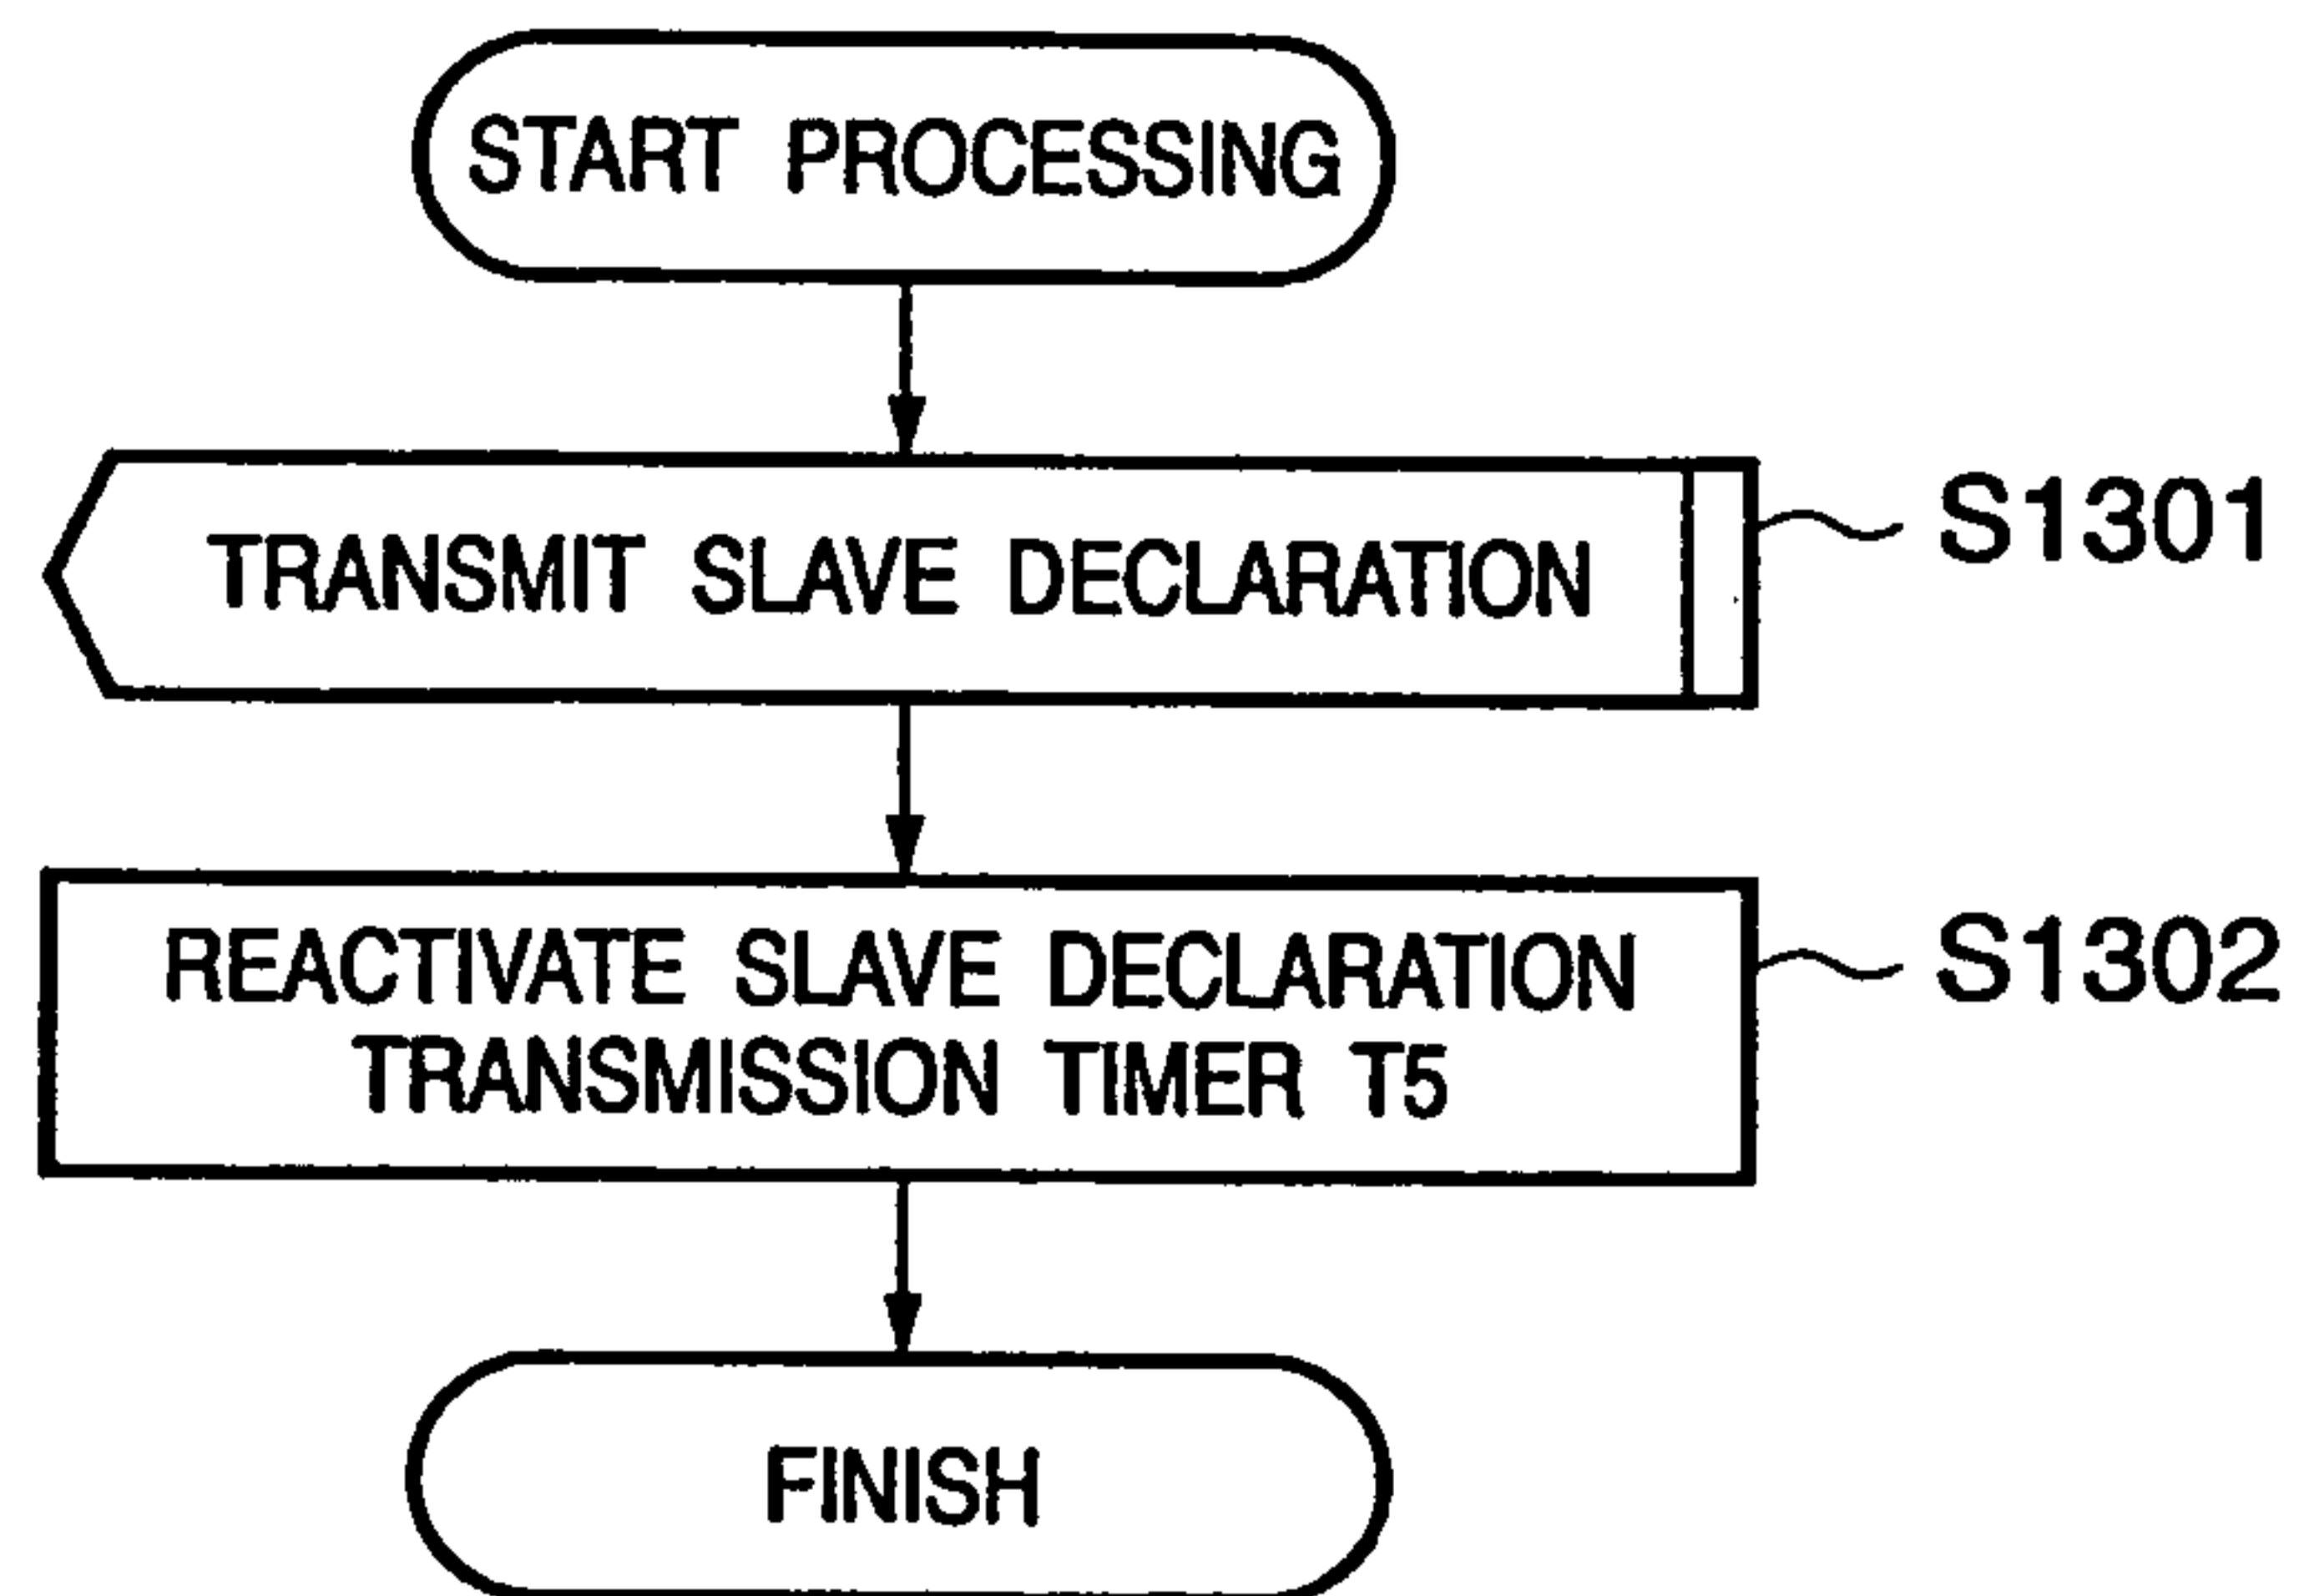 START PROCESSING
TRANSMIT SLAVE DECLARATION
S1301
REACTIVATE SLAVE DECLARATION
TRANSMISSION TIMER T5
S1302
FINISH